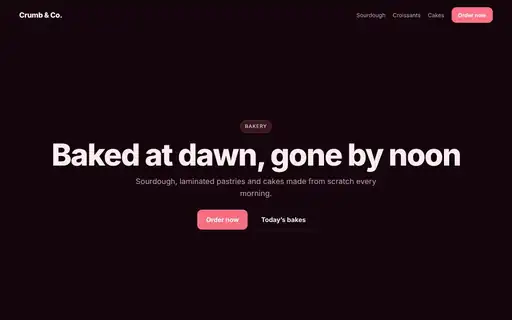 Crumb & Co.
Sourdough Croissants Cakes Order now
BAKERY
Baked at dawn, gone by noon
Sourdough, laminated pastries and cakes made from scratch every
morning.
Order now Today's bakes